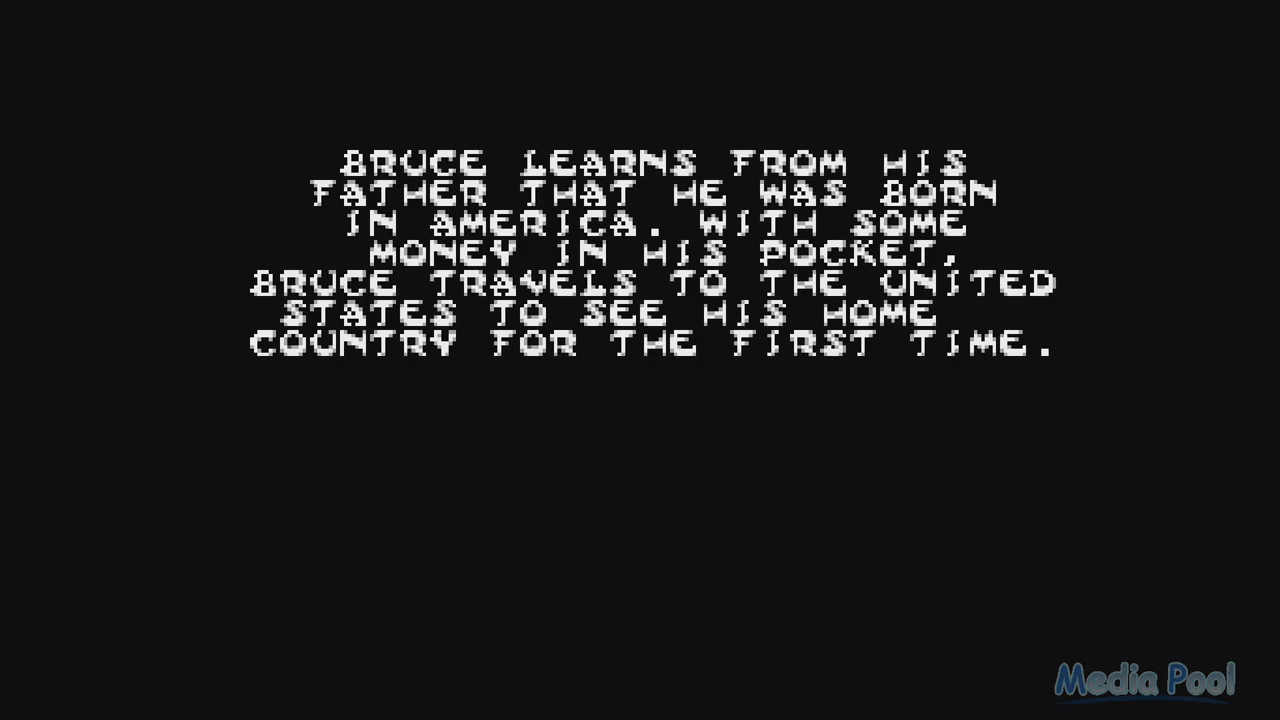 BRUCE LEARNS FROM HIS
FATHER THAT HE WAS BORN
IN AMERICA. WITH SOME
MONEY IN HIS POCKET,
BRUCE TRAVELS TO THE UNITED
STATES TO SEE HIS HOME
COUNTRY FOR THE FIRST TIME.
Media Pool